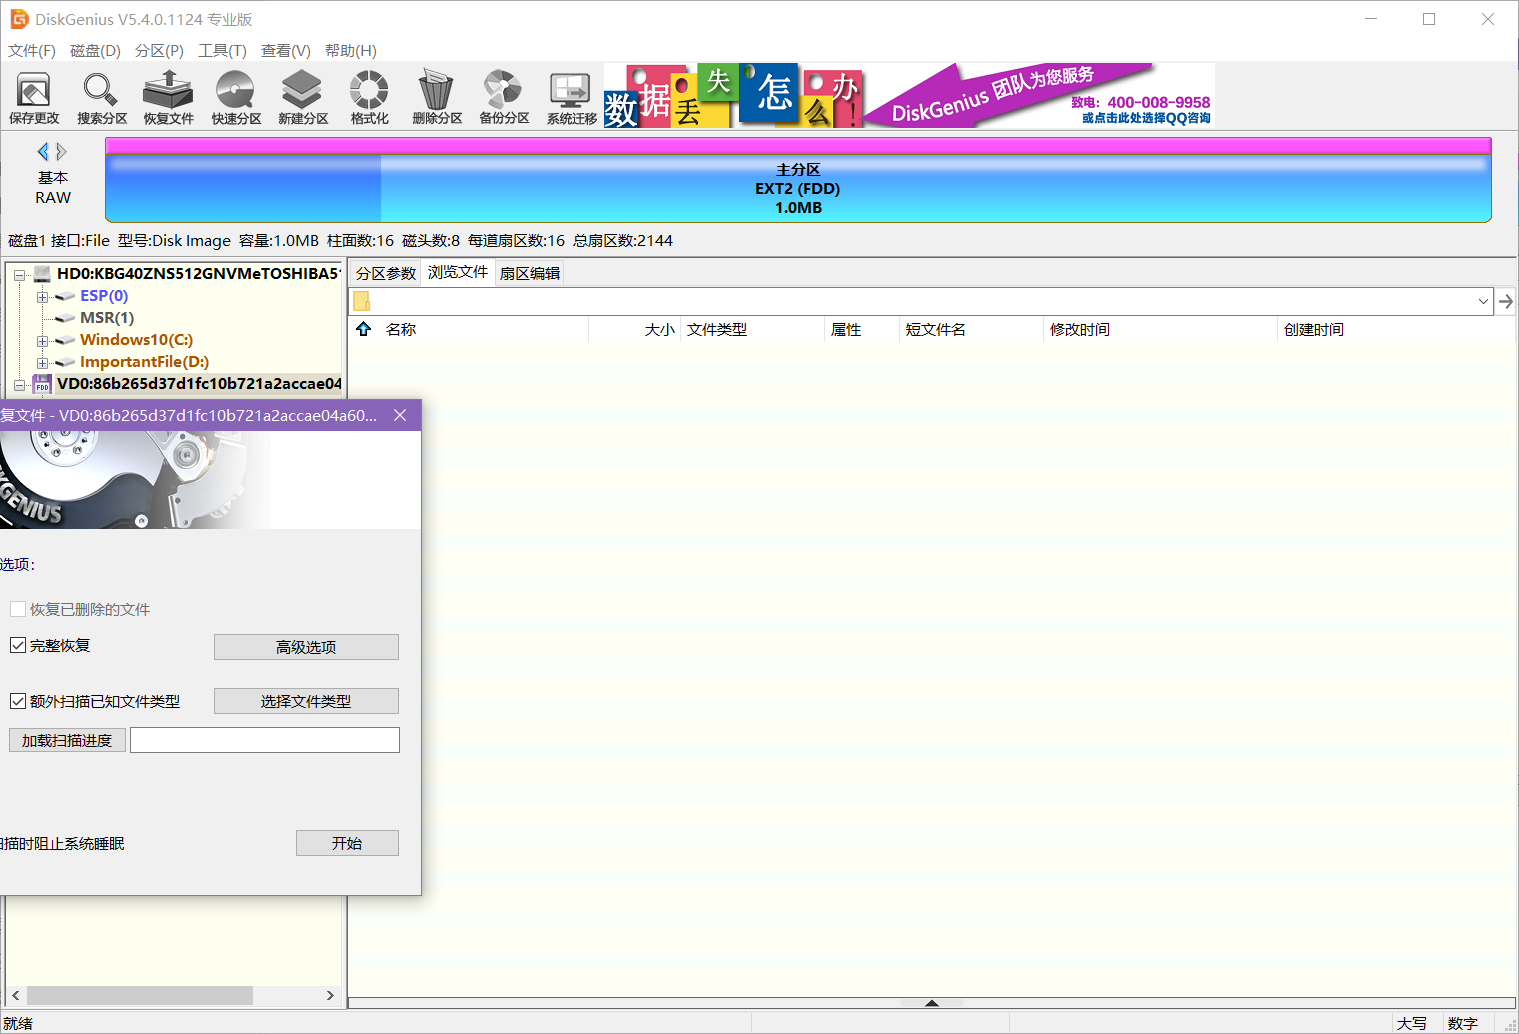 DiskGenius V5.4.0.1124 专业版
文件(F) 磁盘(D) 分区(P) 工具(T) 查看(V) 帮助(H)
保存更改 搜索分区 恢复文件 快速分区 新建分区 格式化 删除分区 备份分区 系统迁移
数据丢失怎么办!
DiskGenius 团队为您服务
致电：400-008-9958
或点击此处选择QQ咨询
基本
RAW
主分区
EXT2 (FDD)
1.0MB
磁盘1 接口:File 型号:Disk Image 容量:1.0MB 柱面数:16 磁头数:8 每道扇区数:16 总扇区数:2144
HD0:KBG40ZNS512GNVMeTOSHIBA51
ESP(0)
MSR(1)
Windows10(C:)
ImportantFile(D:)
FDD VD0:86b265d37d1fc10b721a2accae04
分区参数 浏览文件 扇区编辑
名称 大小 文件类型 属性 短文件名 修改时间 创建时间
复文件 - VD0:86b265d37d1fc10b721a2accae04a60...
KGENIUS
选项：
恢复已删除的文件
完整恢复 高级选项
额外扫描已知文件类型 选择文件类型
加载扫描进度
描时阻止系统睡眠 开始
就绪 大写 数字